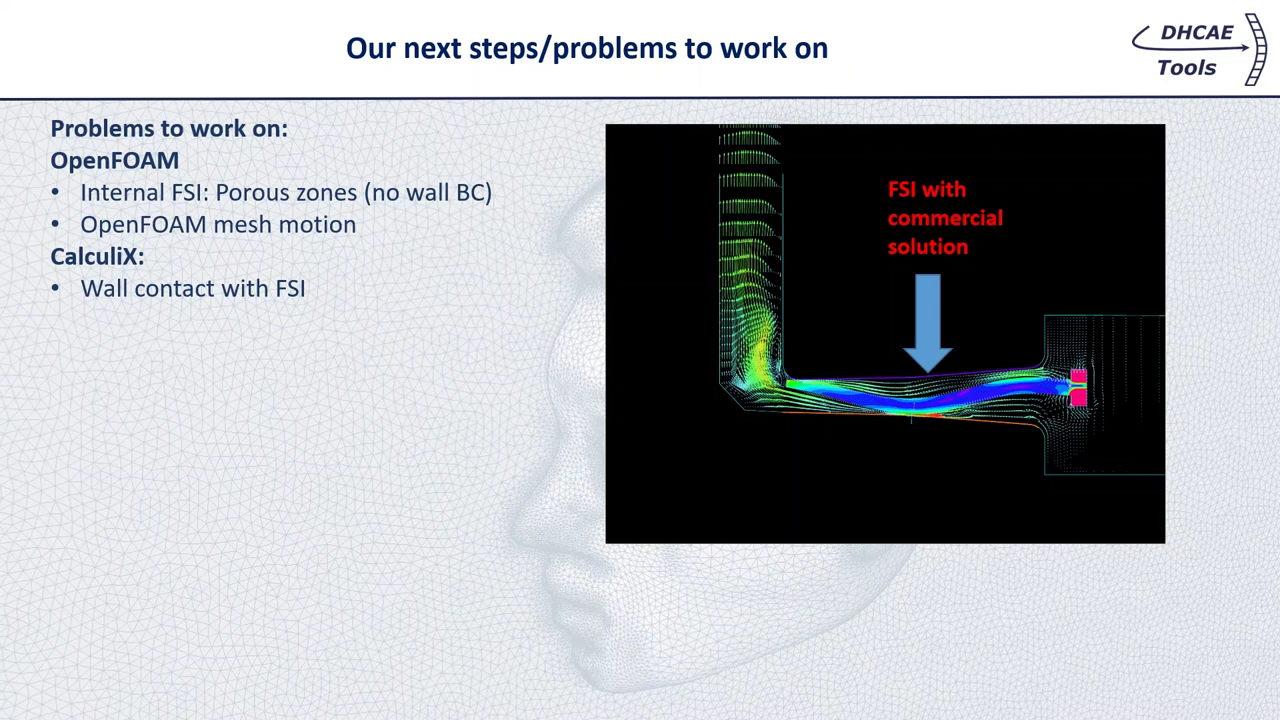 Our next steps/problems to work on
DHCAE
Tools
Problems to work on:
OpenFOAM
• Internal FSI: Porous zones (no wall BC)
• OpenFOAM mesh motion
CalculiX:
• Wall contact with FSI
FSI with
commercial
solution